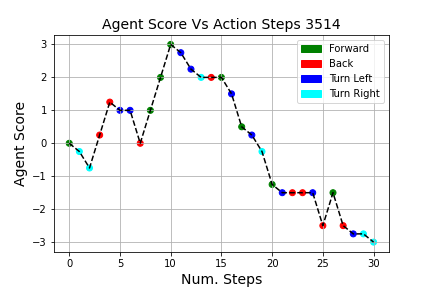 Agent Score Vs Action Steps 3514
3
2
1
0
−1
−2
−3
Agent Score
Forward
Back
Turn Left
Turn Right
0 5 10 15 20 25 30
Num. Steps